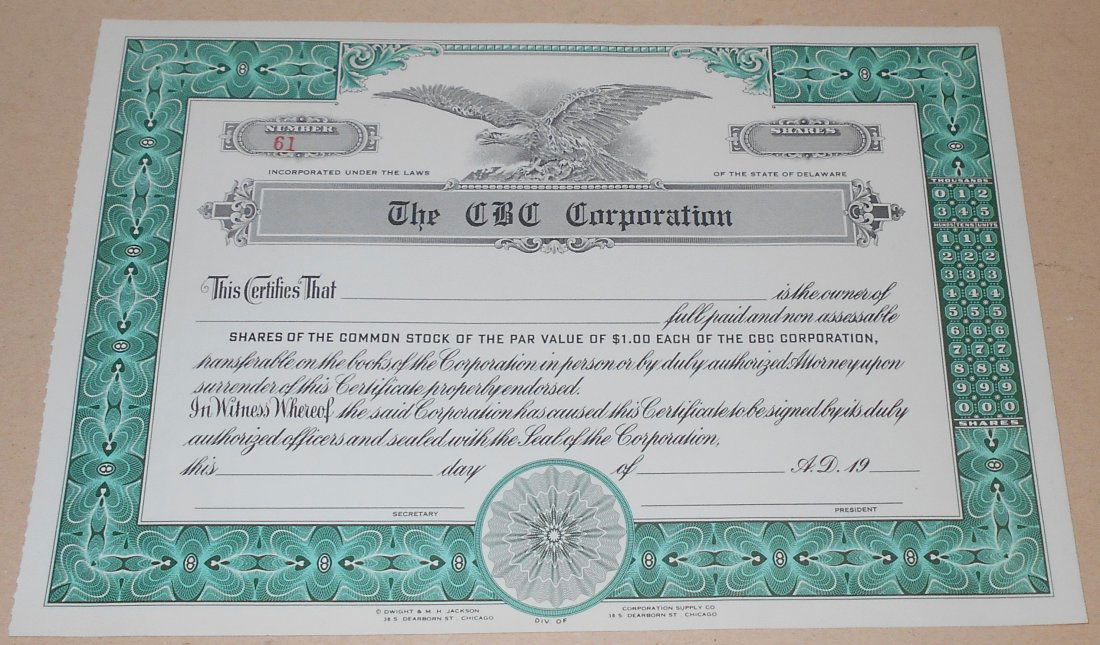 NUMBER
61
SHARES
INCORPORATED UNDER THE LAWS
OF THE STATE OF DELAWARE
The CBC Corporation
This Certifies That is the owner of
full paid and non assessable
SHARES OF THE COMMON STOCK OF THE PAR VALUE OF $1.00 EACH OF THE CBC CORPORATION,
transferable on the books of the Corporation in person or by duly authorized Attorney upon
surrender of this Certificate properly endorsed.
In Witness Whereof the said Corporation has caused this Certificate to be signed by its duly
authorized officers and sealed with the Seal of the Corporation,
this day of A.D. 19
SECRETARY
PRESIDENT
THOUSANDS
0 1 2
3 4 5
HUNDS TENS UNITS
1 1 1
2 2 2
3 3 3
4 4 4
5 5 5
6 6 6
7 7 7
8 8 8
9 9 9
0 0 0
SHARES
© DWIGHT & M. H. JACKSON
38 S. DEARBORN ST., CHICAGO
DIV. OF
CORPORATION SUPPLY CO.
38 S. DEARBORN ST., CHICAGO